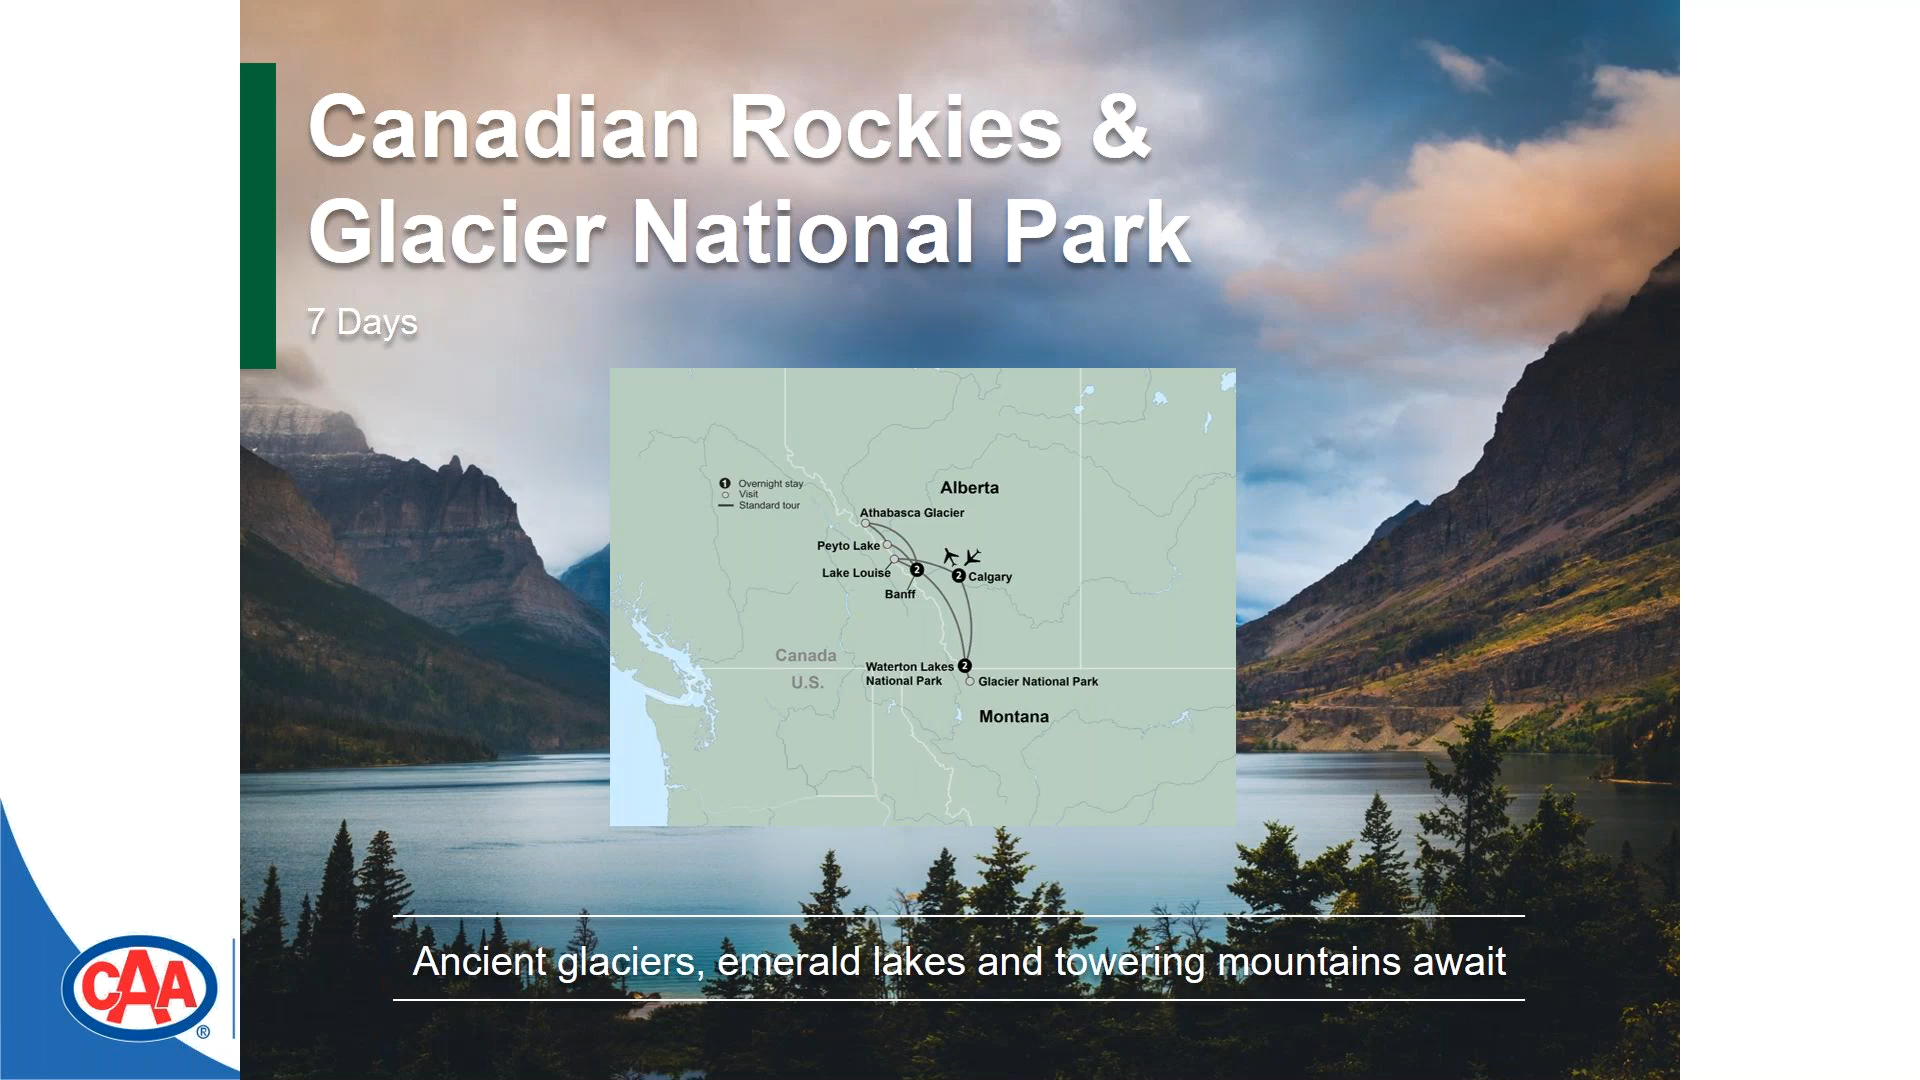 Canadian Rockies &
Glacier National Park
7 Days
1 Overnight stay
Visit
Standard tour
Alberta
Athabasca Glacier
Peyto Lake
Lake Louise
2
2 Calgary
Banff
Canada
U.S.
Waterton Lakes 2
National Park
Glacier National Park
Montana
Ancient glaciers, emerald lakes and towering mountains await
CAA
®